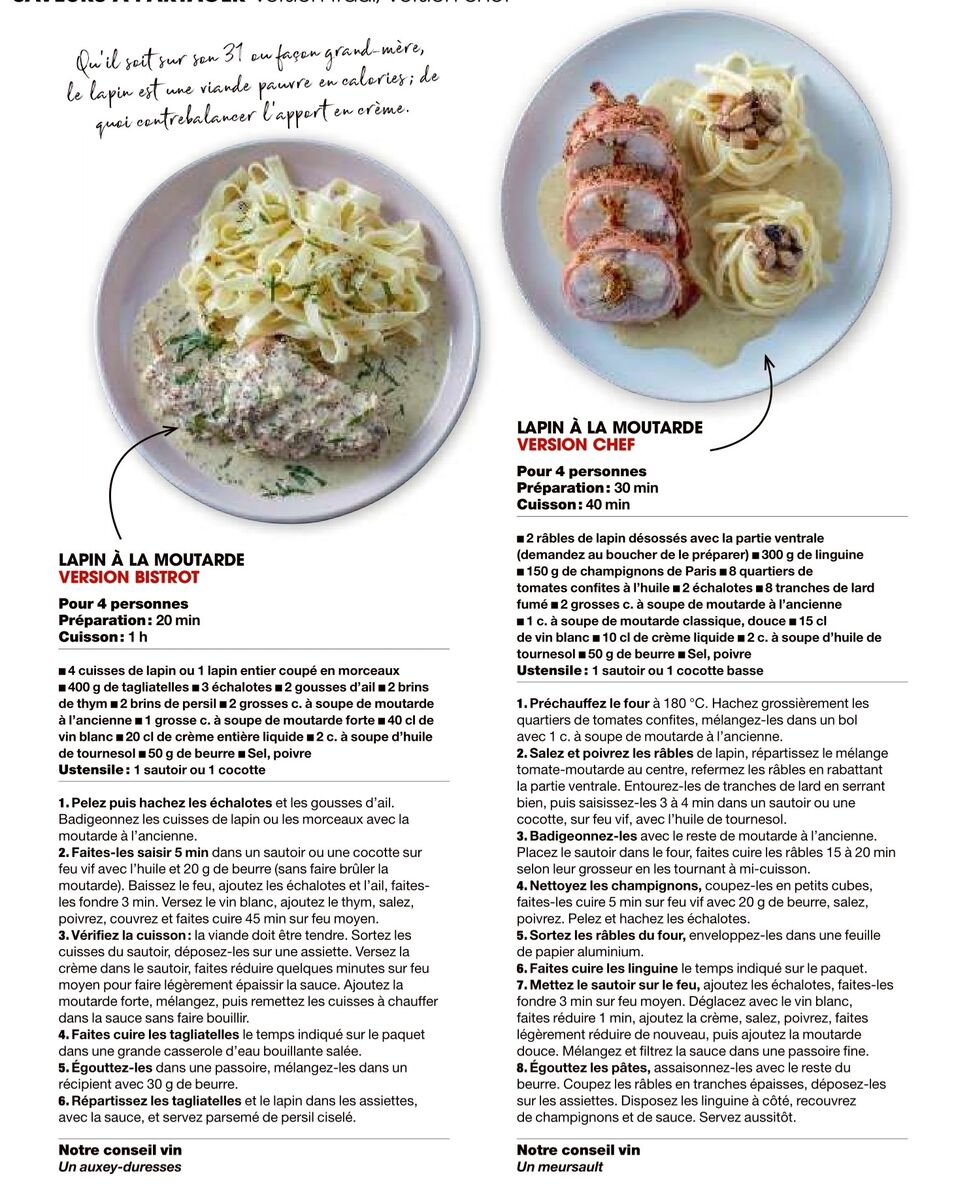 Qu'il soit sur son 31 ou façon grand-mère,
le lapin est une viande pauvre en calories ; de
quoi contrebalancer l'apport en crème.
LAPIN À LA MOUTARDE
VERSION BISTROT
Pour 4 personnes
Préparation : 20 min
Cuisson : 1 h
■ 4 cuisses de lapin ou 1 lapin entier coupé en morceaux
■ 400 g de tagliatelles ■ 3 échalotes ■ 2 gousses d'ail ■ 2 brins
de thym ■ 2 brins de persil ■ 2 grosses c. à soupe de moutarde
à l'ancienne ■ 1 grosse c. à soupe de moutarde forte ■ 40 cl de
vin blanc ■ 20 cl de crème entière liquide ■ 2 c. à soupe d'huile
de tournesol ■ 50 g de beurre ■ Sel, poivre
Ustensile : 1 sautoir ou 1 cocotte
1. Pelez puis hachez les échalotes et les gousses d'ail.
Badigeonnez les cuisses de lapin ou les morceaux avec la
moutarde à l'ancienne.
2. Faites-les saisir 5 min dans un sautoir ou une cocotte sur
feu vif avec l'huile et 20 g de beurre (sans faire brûler la
moutarde). Baissez le feu, ajoutez les échalotes et l'ail, faites-
les fondre 3 min. Versez le vin blanc, ajoutez le thym, salez,
poivrez, couvrez et faites cuire 45 min sur feu moyen.
3. Vérifiez la cuisson : la viande doit être tendre. Sortez les
cuisses du sautoir, déposez-les sur une assiette. Versez la
crème dans le sautoir, faites réduire quelques minutes sur feu
moyen pour faire légèrement épaissir la sauce. Ajoutez la
moutarde forte, mélangez, puis remettez les cuisses à chauffer
dans la sauce sans faire bouillir.
4. Faites cuire les tagliatelles le temps indiqué sur le paquet
dans une grande casserole d'eau bouillante salée.
5. Égouttez-les dans une passoire, mélangez-les dans un
récipient avec 30 g de beurre.
6. Répartissez les tagliatelles et le lapin dans les assiettes,
avec la sauce, et servez parsemé de persil ciselé.
Notre conseil vin
Un auxey-duresses
LAPIN À LA MOUTARDE
VERSION CHEF
Pour 4 personnes
Préparation : 30 min
Cuisson : 40 min
■ 2 râbles de lapin désossés avec la partie ventrale
(demandez au boucher de le préparer) ■ 300 g de linguine
■ 150 g de champignons de Paris ■ 8 quartiers de
tomates confites à l'huile ■ 2 échalotes ■ 8 tranches de lard
fumé ■ 2 grosses c. à soupe de moutarde à l'ancienne
■ 1 c. à soupe de moutarde classique, douce ■ 15 cl
de vin blanc ■ 10 cl de crème liquide ■ 2 c. à soupe d'huile de
tournesol ■ 50 g de beurre ■ Sel, poivre
Ustensile : 1 sautoir ou 1 cocotte basse
1. Préchauffez le four à 180 °C. Hachez grossièrement les
quartiers de tomates confites, mélangez-les dans un bol
avec 1 c. à soupe de moutarde à l'ancienne.
2. Salez et poivrez les râbles de lapin, répartissez le mélange
tomate-moutarde au centre, refermez les râbles en rabattant
la partie ventrale. Entourez-les de tranches de lard en serrant
bien, puis saisissez-les 3 à 4 min dans un sautoir ou une
cocotte, sur feu vif, avec l'huile de tournesol.
3. Badigeonnez-les avec le reste de moutarde à l'ancienne.
Placez le sautoir dans le four, faites cuire les râbles 15 à 20 min
selon leur grosseur en les tournant à mi-cuisson.
4. Nettoyez les champignons, coupez-les en petits cubes,
faites-les cuire 5 min sur feu vif avec 20 g de beurre, salez,
poivrez. Pelez et hachez les échalotes.
5. Sortez les râbles du four, enveloppez-les dans une feuille
de papier aluminium.
6. Faites cuire les linguine le temps indiqué sur le paquet.
7. Mettez le sautoir sur le feu, ajoutez les échalotes, faites-les
fondre 3 min sur feu moyen. Déglacez avec le vin blanc,
faites réduire 1 min, ajoutez la crème, salez, poivrez, faites
légèrement réduire de nouveau, puis ajoutez la moutarde
douce. Mélangez et filtrez la sauce dans une passoire fine.
8. Égouttez les pâtes, assaisonnez-les avec le reste du
beurre. Coupez les râbles en tranches épaisses, déposez-les
sur les assiettes. Disposez les linguine à côté, recouvrez
de champignons et de sauce. Servez aussitôt.
Notre conseil vin
Un meursault